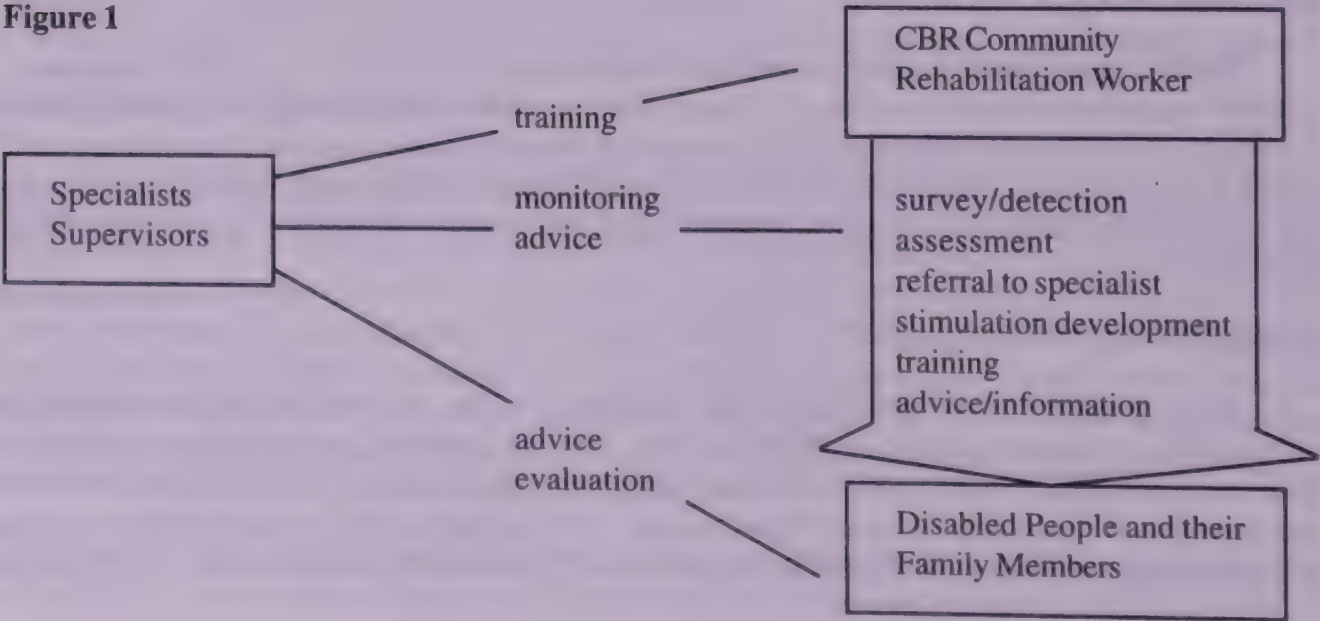 Figure 1
CBR Community
Rehabilitation Worker
training
Specialists
Supervisors
monitoring
advice
survey/detection
assessment
referral to specialist
stimulation development
training
advice/information
advice
evaluation
Disabled People and their
Family Members